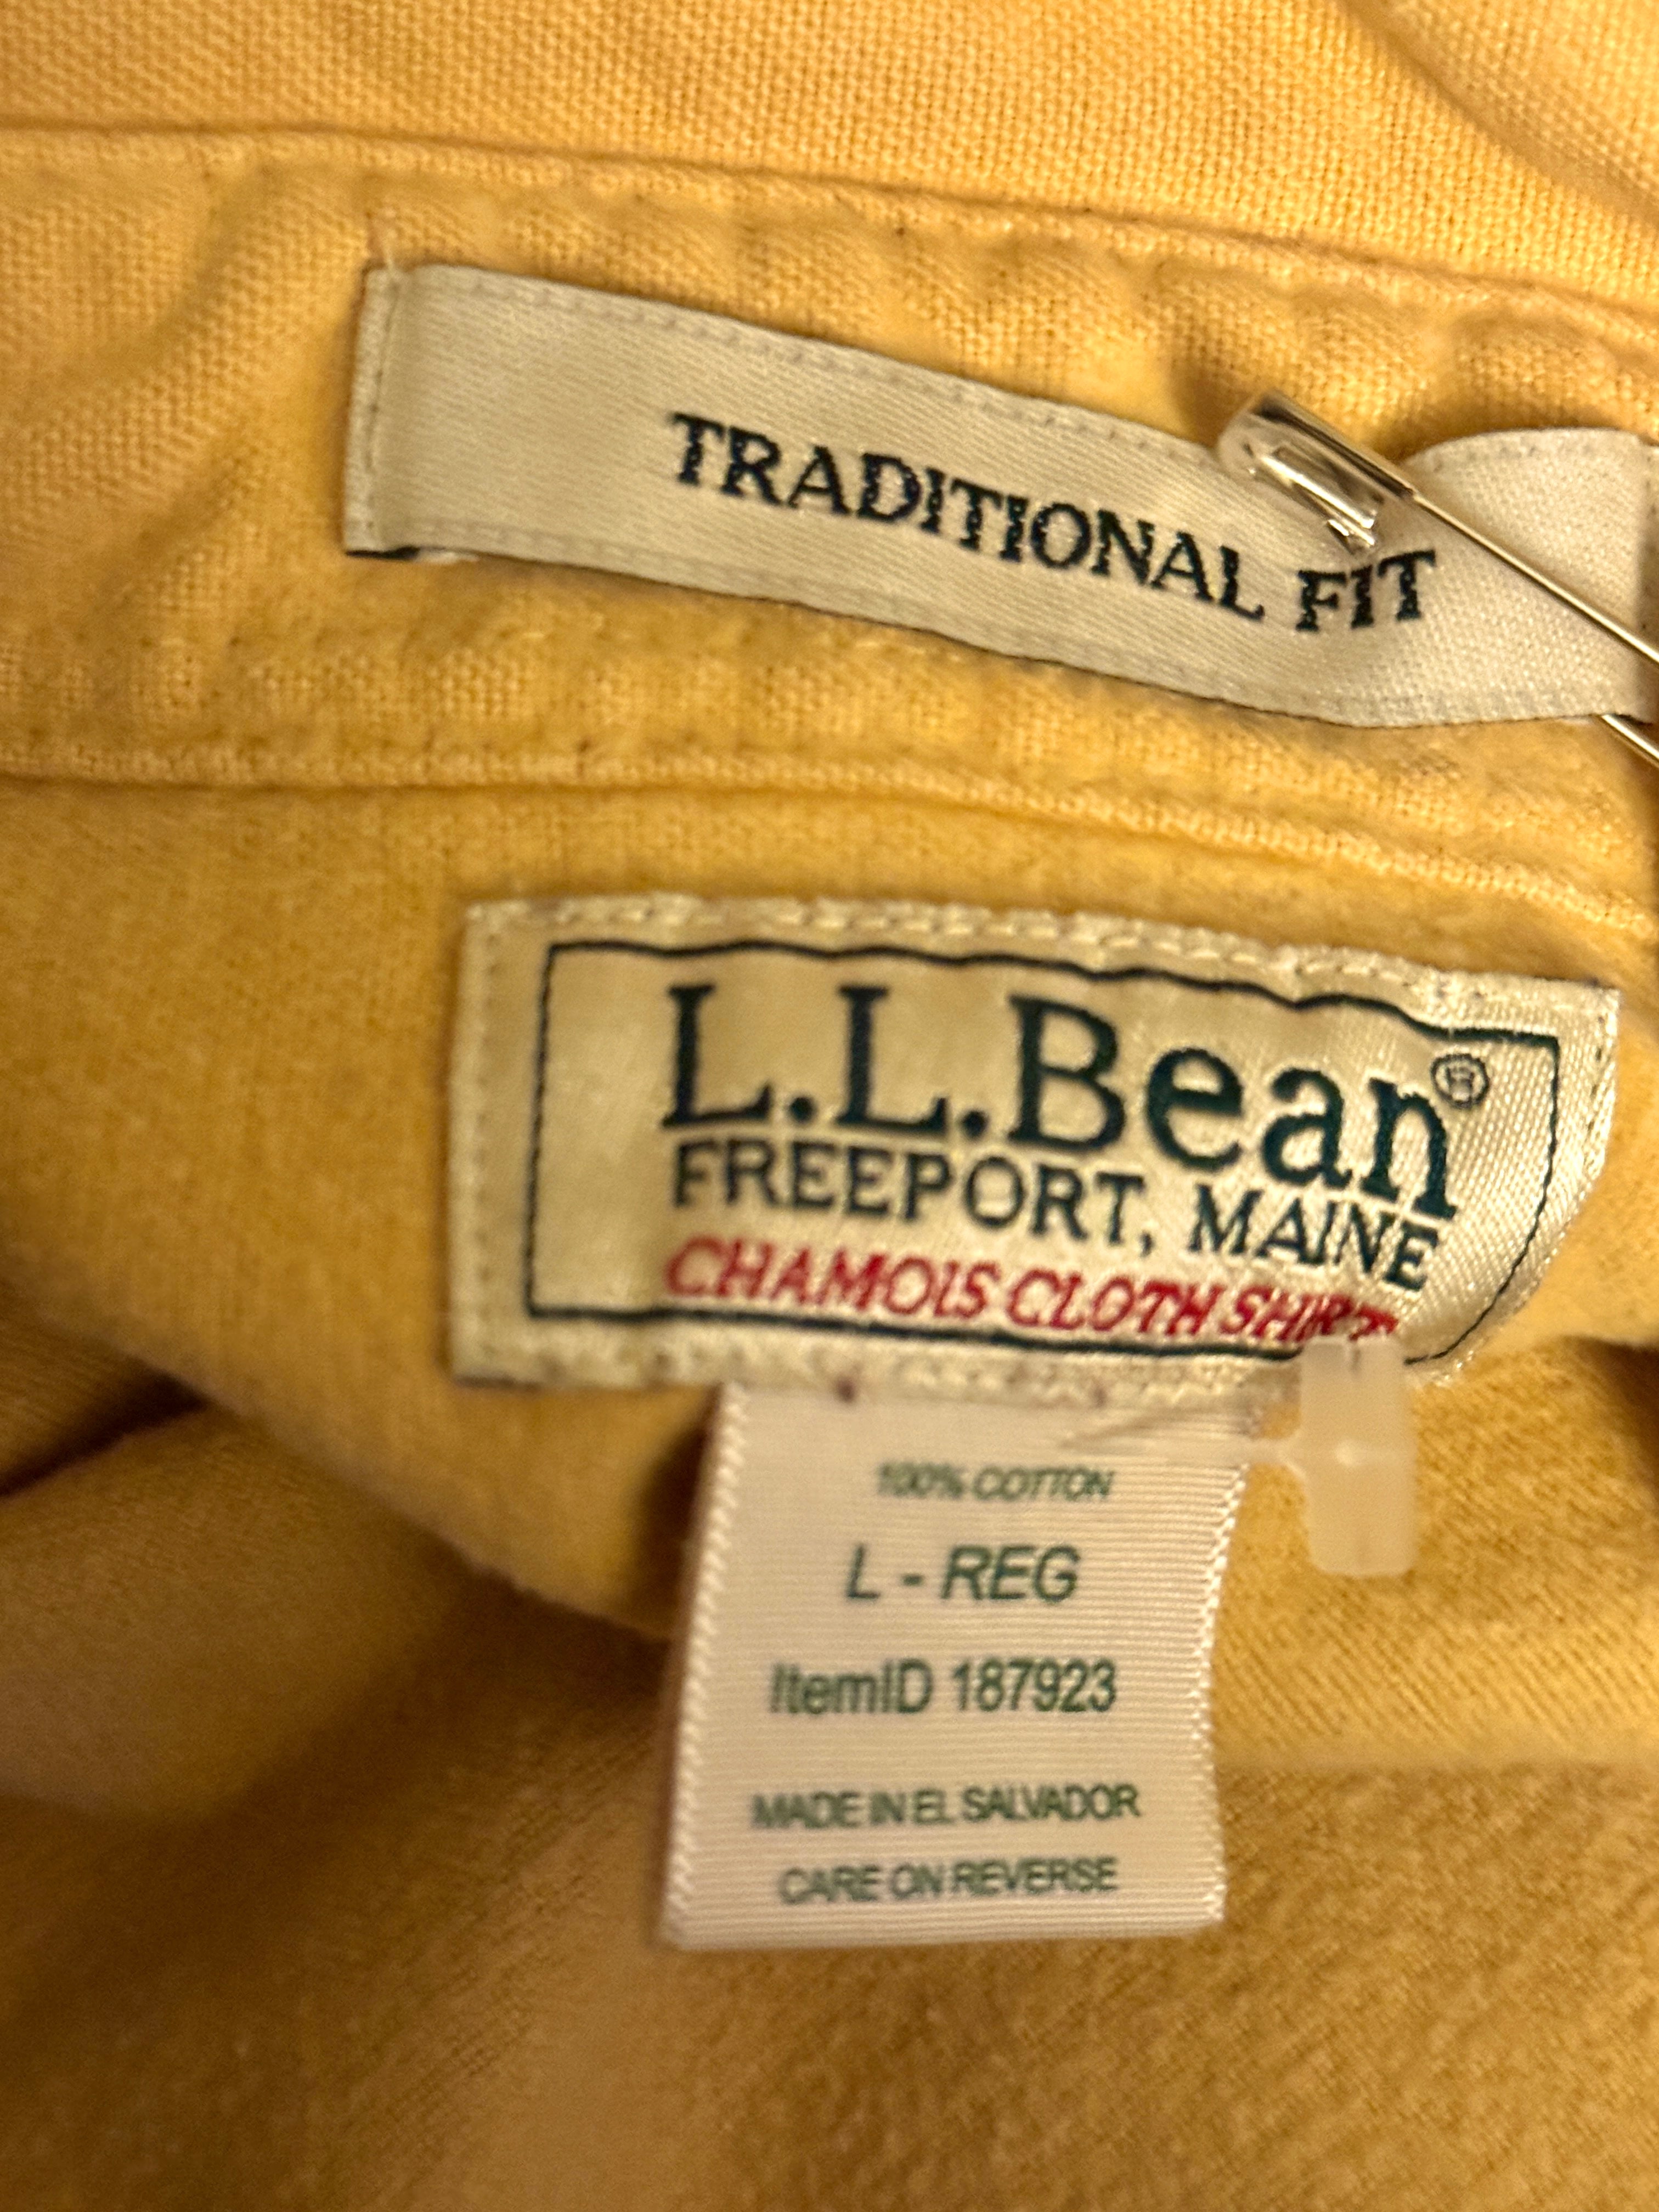 TRADITIONAL FIT
L.L.Bean®
FREEPORT, MAINE
CHAMOIS CLOTH SHIRT
100% COTTON
L - REG
ItemID 187923
MADE IN EL SALVADOR
CARE ON REVERSE